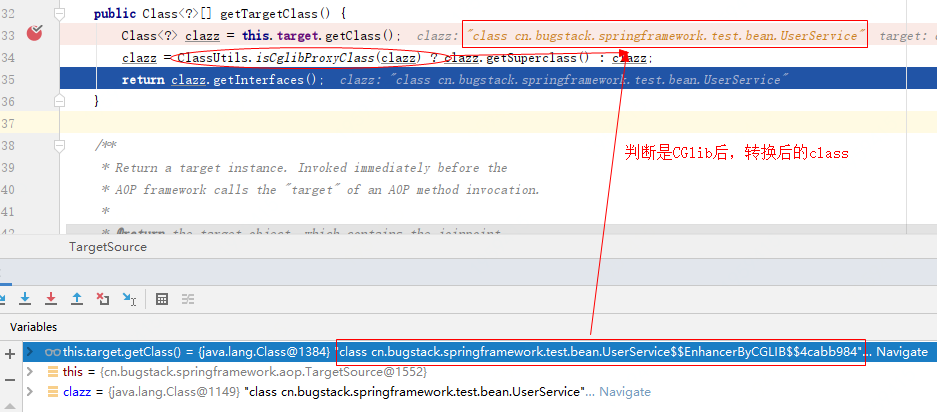 32 public Class<?>[] getTargetClass() {
33 Class<?> clazz = this.target.getClass(); clazz: "class cn.bugstack.springframework.test.bean.UserService" target: c
34 clazz = ClassUtils.isCglibProxyClass(clazz) ? clazz.getSuperclass() : clazz;
35 return clazz.getInterfaces(); clazz: "class cn.bugstack.springframework.test.bean.UserService"
36 }
37
判断是CGlib后，转换后的class
38 /**
39 * Return a target instance. Invoked immediately before the
40 * AOP framework calls the "target" of an AOP method invocation.
41 *
42 * @return the target object, which contains the joinpoint
TargetSource
Variables
this.target.getClass() = {java.lang.Class@1384} "class cn.bugstack.springframework.test.bean.UserService$$EnhancerByCGLIB$$4cabb984"... Navigate
this = {cn.bugstack.springframework.aop.TargetSource@1552}
clazz = {java.lang.Class@1149} "class cn.bugstack.springframework.test.bean.UserService"... Navigate